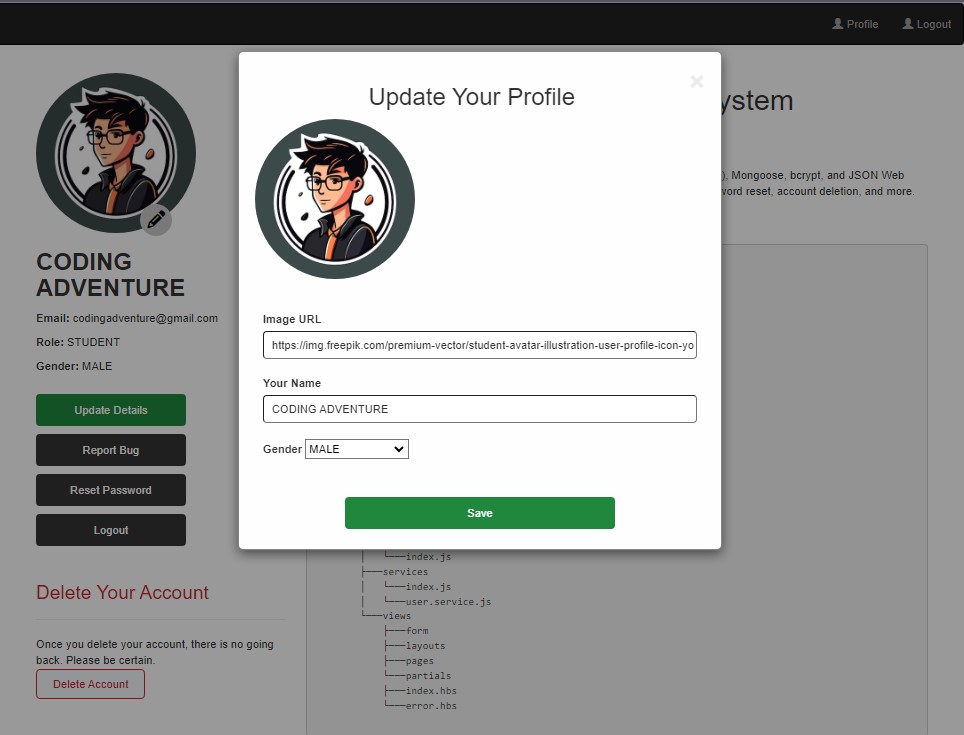 Profile
Logout
Update Your Profile
×
ystem
), Mongoose, bcrypt, and JSON Web
word reset, account deletion, and more.
CODING
ADVENTURE
Email: codingadventure@gmail.com
Role: STUDENT
Gender: MALE
Update Details
Report Bug
Reset Password
Logout
Delete Your Account
Once you delete your account, there is no going
back. Please be certain.
Delete Account
Image URL
https://img.freepik.com/premium-vector/student-avatar-illustration-user-profile-icon-yo
Your Name
CODING ADVENTURE
Gender MALE
Save
│   └───index.js
├───services
│   └───index.js
│   └───user.service.js
└───views
    ├───form
    ├───layouts
    ├───pages
    └───partials
    ├───index.hbs
    └───error.hbs